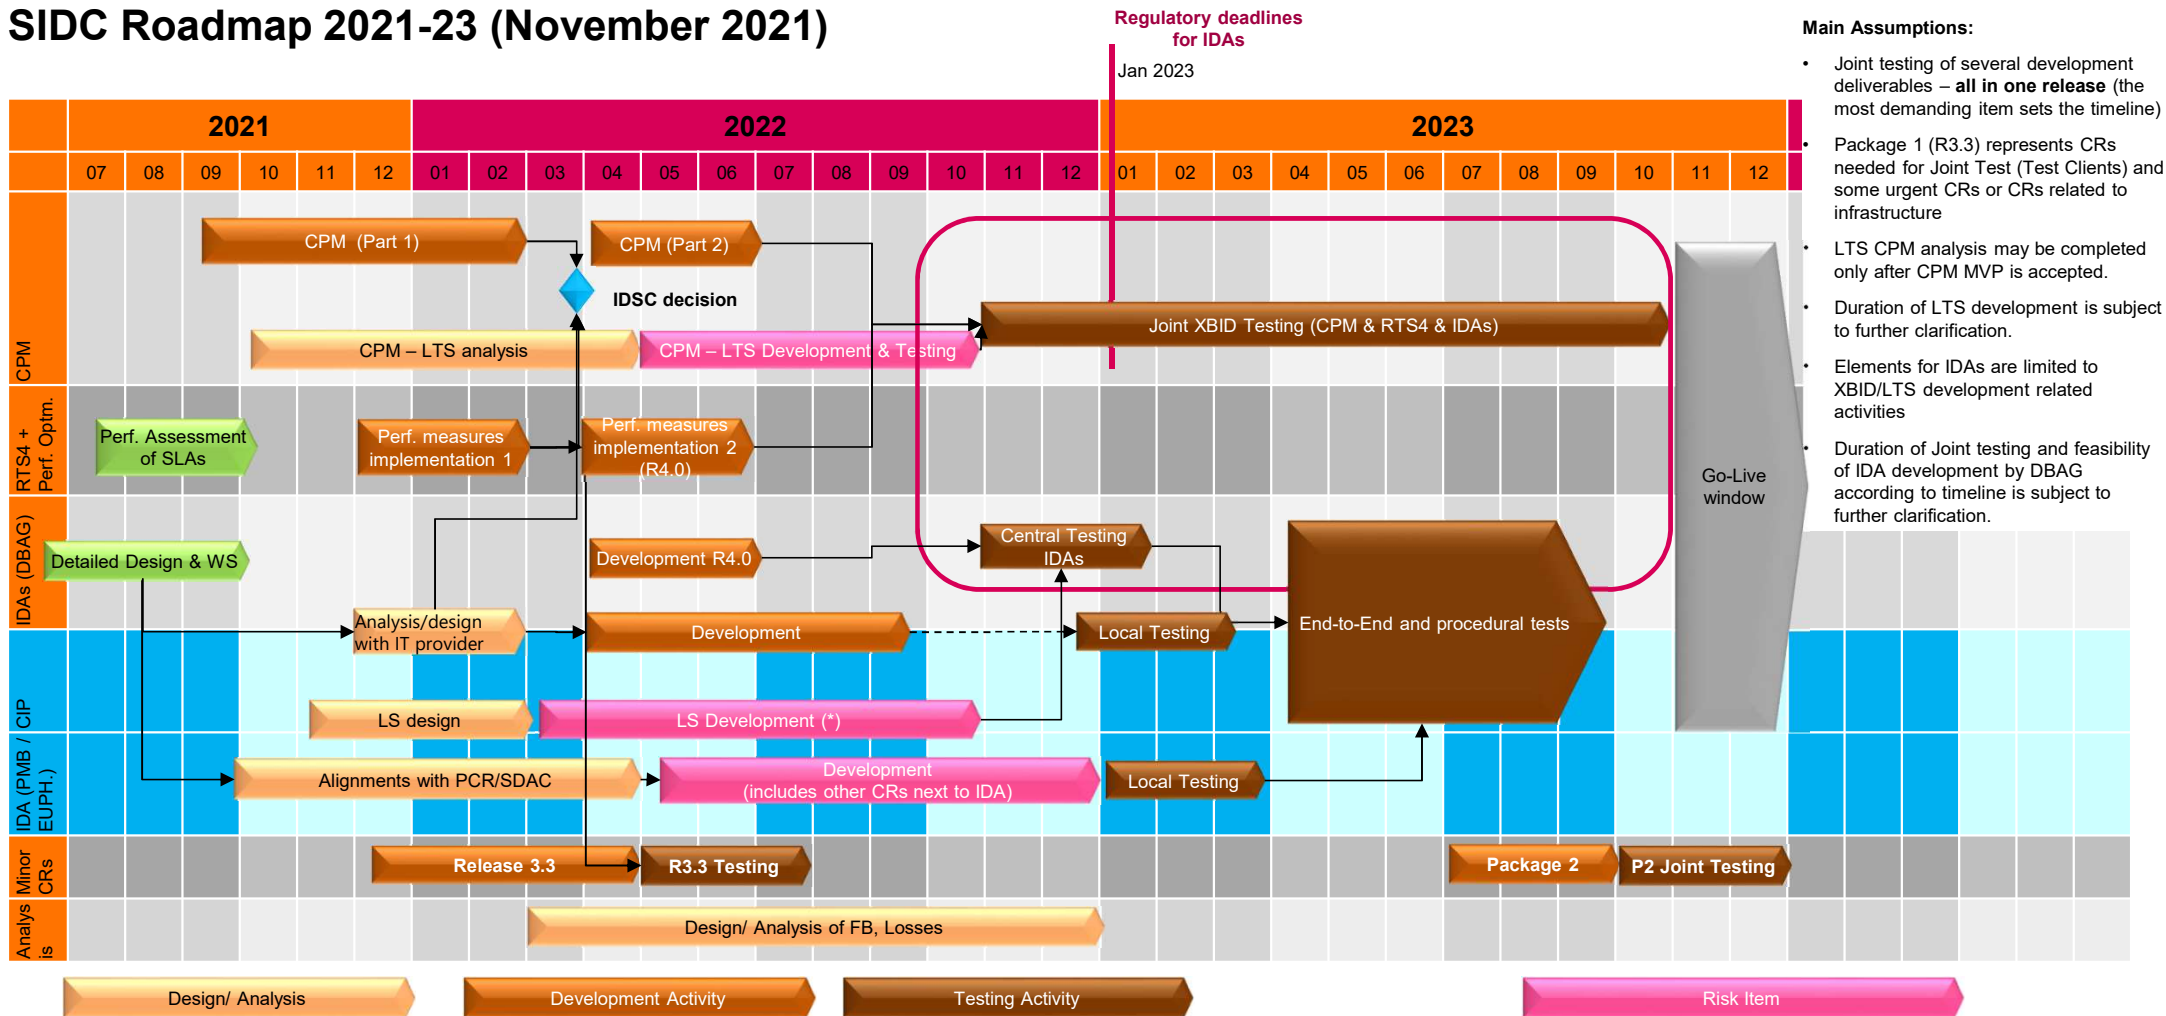 SIDC Roadmap 2021-23 (November 2021)
Regulatory deadlines
for IDAs
Jan 2023
2021
2022
2023
07 08 09 10 11 12 01 02 03 04 05 06 07 08 09 10 11 12 01 02 03 04 05 06 07 08 09 10 11 12
CPM
CPM (Part 1)
CPM (Part 2)
IDSC decision
Joint XBID Testing (CPM & RTS4 & IDAs)
CPM – LTS analysis
CPM – LTS Development & Testing
RTS4 +
Perf. Optm.
Perf. Assessment
of SLAs
Perf. measures
implementation 1
Perf. measures
implementation 2
(R4.0)
Go-Live
window
IDAs (DBAG)
Detailed Design & WS
Development R4.0
Central Testing
IDAs
Analysis/design
with IT provider
Development
Local Testing
End-to-End and procedural tests
IDA (PMB / CIP
EUPH.)
LS design
LS Development (*)
Alignments with PCR/SDAC
Development
(includes other CRs next to IDA)
Local Testing
Minor
CRs
Release 3.3
R3.3 Testing
Package 2
P2 Joint Testing
Analys
is
Design/ Analysis of FB, Losses
Design/ Analysis
Development Activity
Testing Activity
Risk Item
Main Assumptions:
• Joint testing of several development
deliverables – all in one release (the
most demanding item sets the timeline)
• Package 1 (R3.3) represents CRs
needed for Joint Test (Test Clients) and
some urgent CRs or CRs related to
infrastructure
• LTS CPM analysis may be completed
only after CPM MVP is accepted.
• Duration of LTS development is subject
to further clarification.
• Elements for IDAs are limited to
XBID/LTS development related
activities
• Duration of Joint testing and feasibility
of IDA development by DBAG
according to timeline is subject to
further clarification.